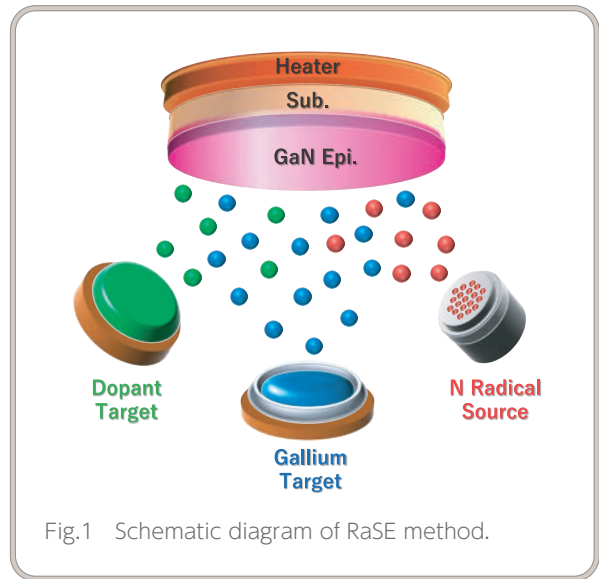 Heater
Sub.
GaN Epi.
Dopant
Target
Gallium
Target
N Radical
Source
Fig.1 Schematic diagram of RaSE method.